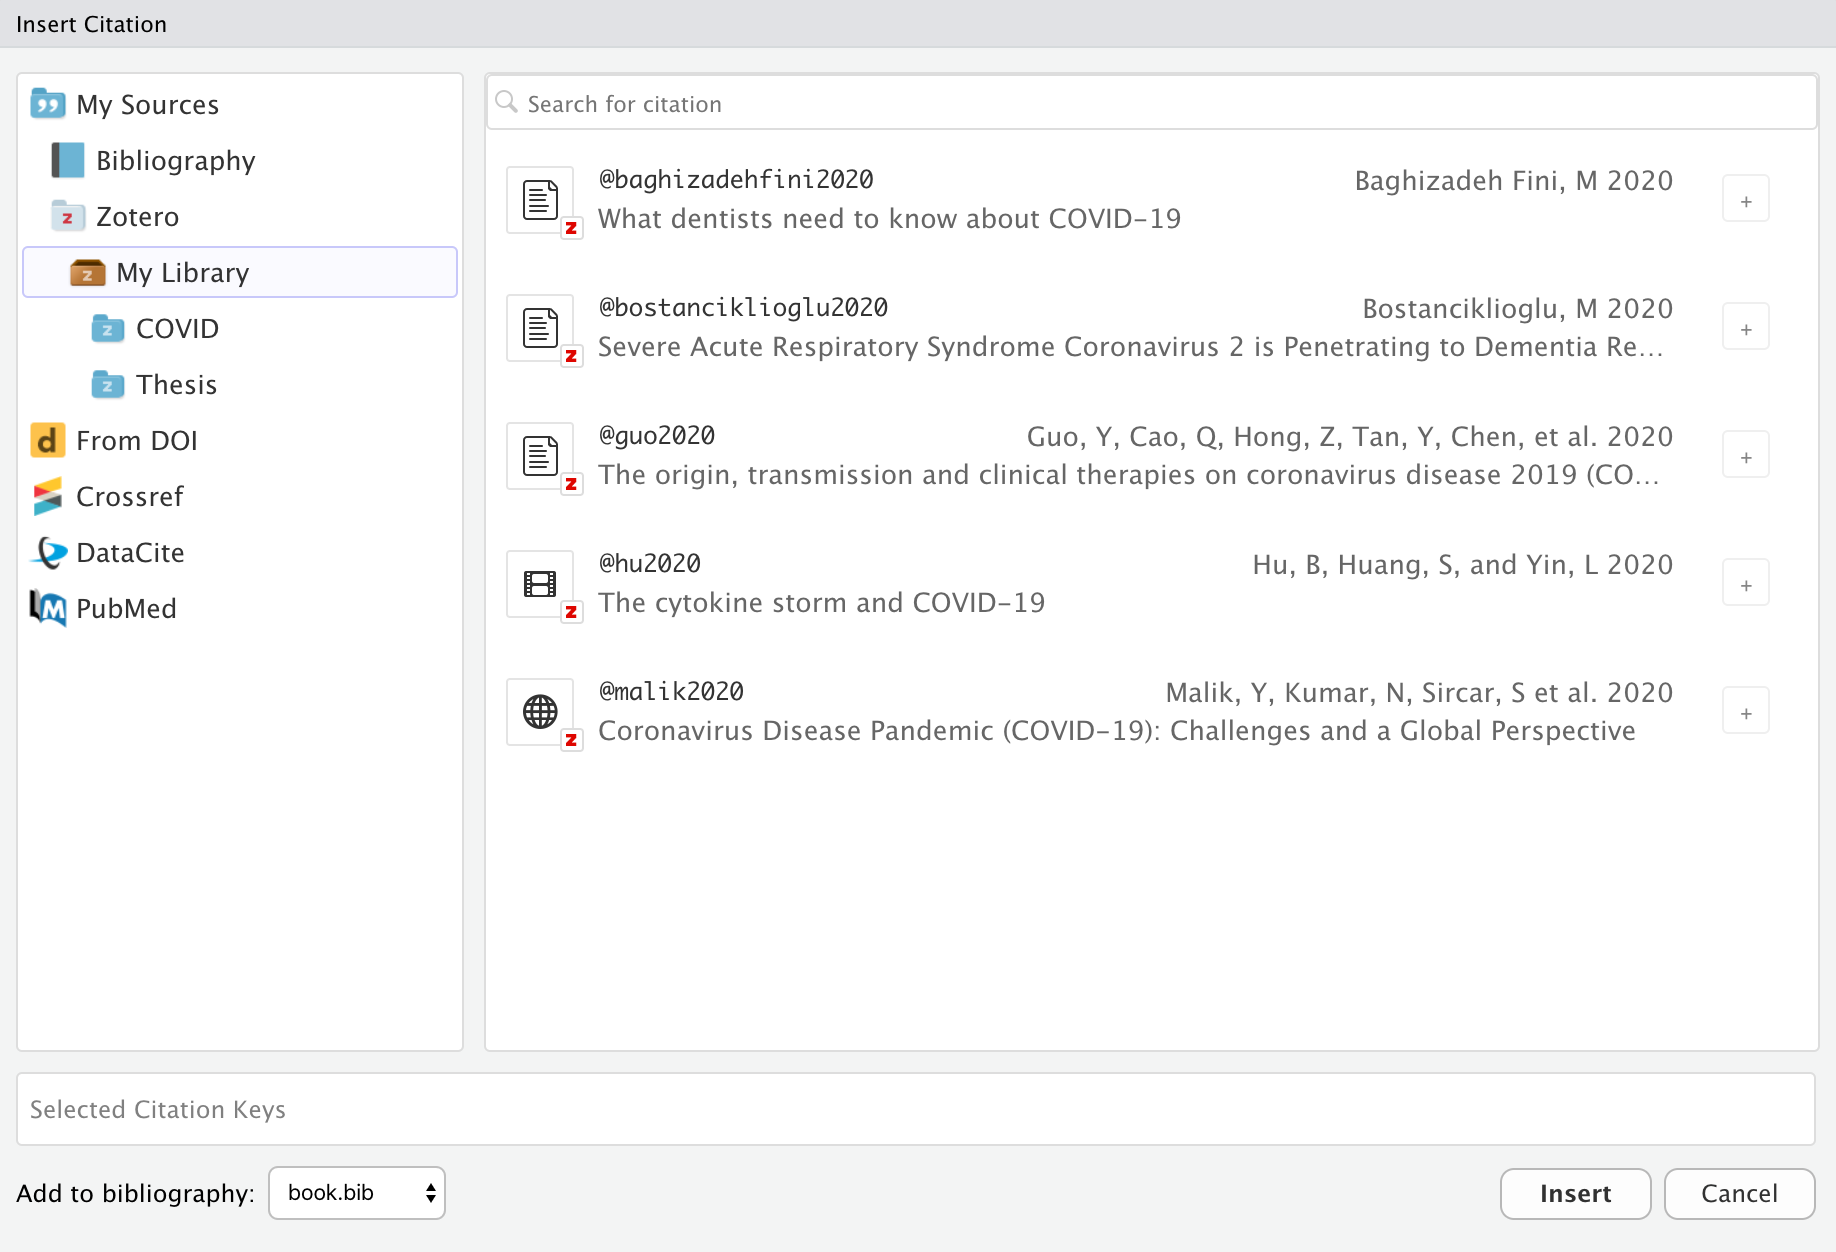 Insert Citation
My Sources
Bibliography
Zotero
My Library
COVID
Thesis
From DOI
Crossref
DataCite
PubMed
Search for citation
@baghizadehfini2020 Baghizadeh Fini, M 2020
What dentists need to know about COVID-19
@bostanciklioglu2020 Bostanciklioglu, M 2020
Severe Acute Respiratory Syndrome Coronavirus 2 is Penetrating to Dementia Re...
@guo2020 Guo, Y, Cao, Q, Hong, Z, Tan, Y, Chen, et al. 2020
The origin, transmission and clinical therapies on coronavirus disease 2019 (CO...
@hu2020 Hu, B, Huang, S, and Yin, L 2020
The cytokine storm and COVID-19
@malik2020 Malik, Y, Kumar, N, Sircar, S et al. 2020
Coronavirus Disease Pandemic (COVID-19): Challenges and a Global Perspective
Selected Citation Keys
Add to bibliography: book.bib
Insert Cancel